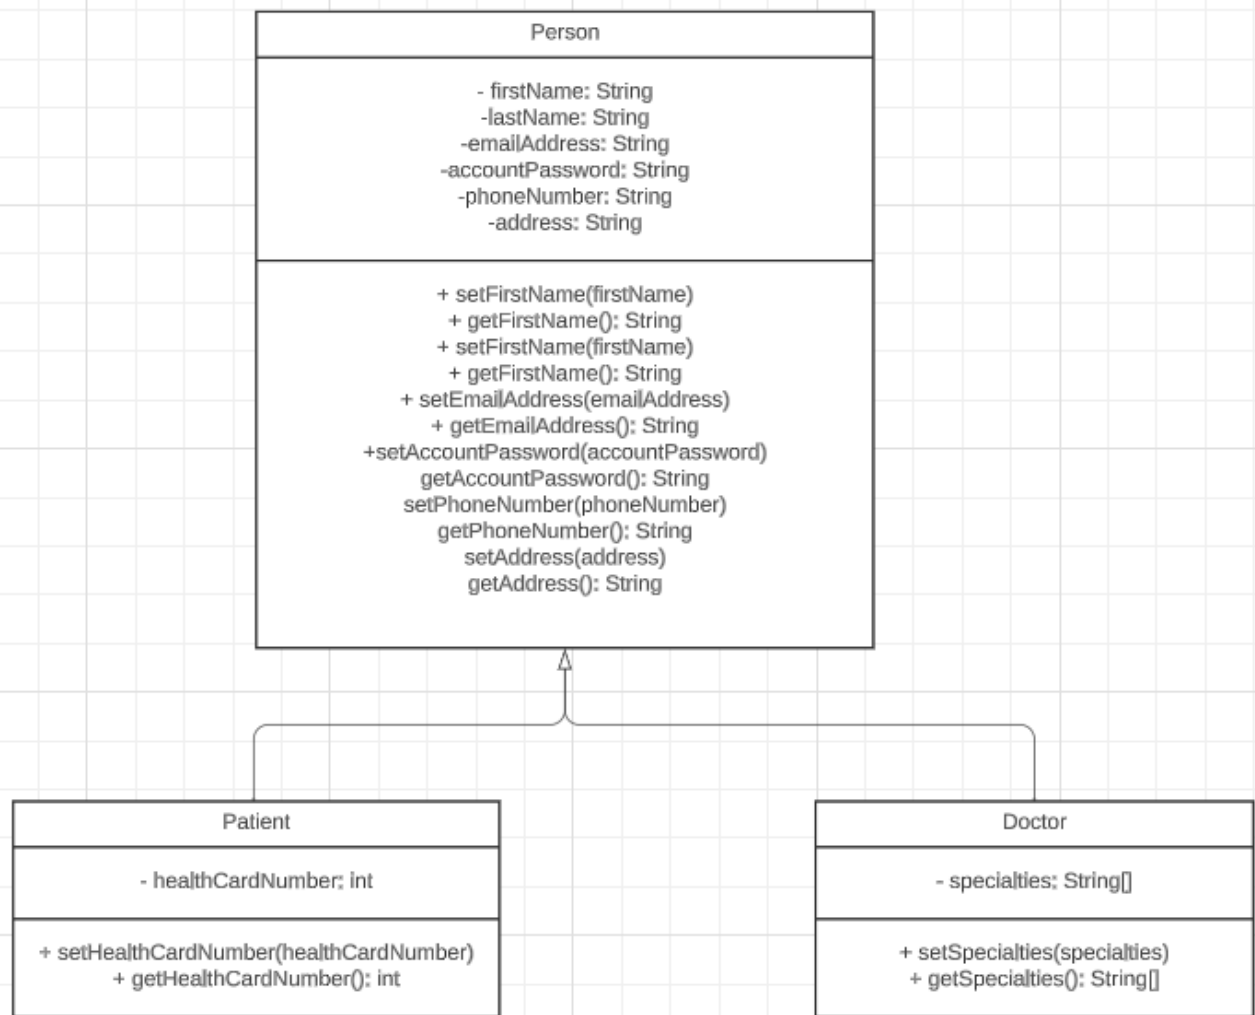 Person
- firstName: String
-lastName: String
-emailAddress: String
-accountPassword: String
-phoneNumber: String
-address: String
+ setFirstName(firstName)
+ getFirstName(): String
+ setFirstName(firstName)
+ getFirstName(): String
+ setEmailAddress(emailAddress)
+ getEmailAddress(): String
+setAccountPassword(accountPassword)
getAccountPassword(): String
setPhoneNumber(phoneNumber)
getPhoneNumber(): String
setAddress(address)
getAddress(): String
Patient
- healthCardNumber: int
+ setHealthCardNumber(healthCardNumber)
+ getHealthCardNumber(): int
Doctor
- specialties: String[]
+ setSpecialties(specialties)
+ getSpecialties(): String[]